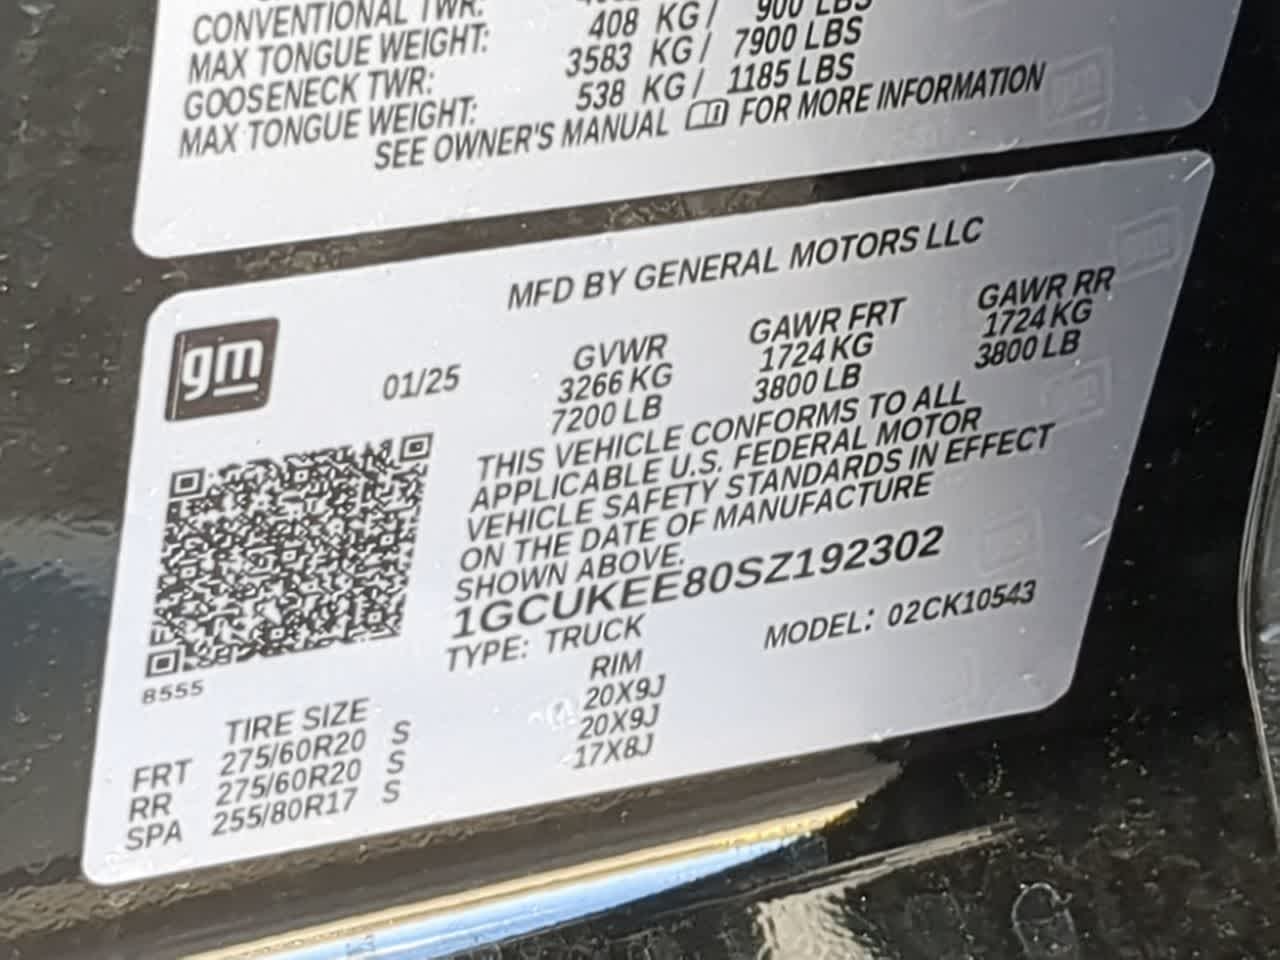 CONVENTIONAL TWR:
MAX TONGUE WEIGHT: 408 KG / 900 LBS
GOOSENECK TWR: 3583 KG / 7900 LBS
MAX TONGUE WEIGHT: 538 KG / 1185 LBS
SEE OWNER'S MANUAL FOR MORE INFORMATION
MFD BY GENERAL MOTORS LLC
gm
01/25
GVWR GAWR FRT GAWR RR
3266 KG 1724 KG 1724 KG
7200 LB 3800 LB 3800 LB
THIS VEHICLE CONFORMS TO ALL
APPLICABLE U.S. FEDERAL MOTOR
VEHICLE SAFETY STANDARDS IN EFFECT
ON THE DATE OF MANUFACTURE
SHOWN ABOVE.
1GCUKEE80SZ192302
TYPE: TRUCK MODEL: 02CK10543
8555
TIRE SIZE RIM
FRT 275/60R20 S 20X9J
RR 275/60R20 S 20X9J
SPA 255/80R17 S 17X8J